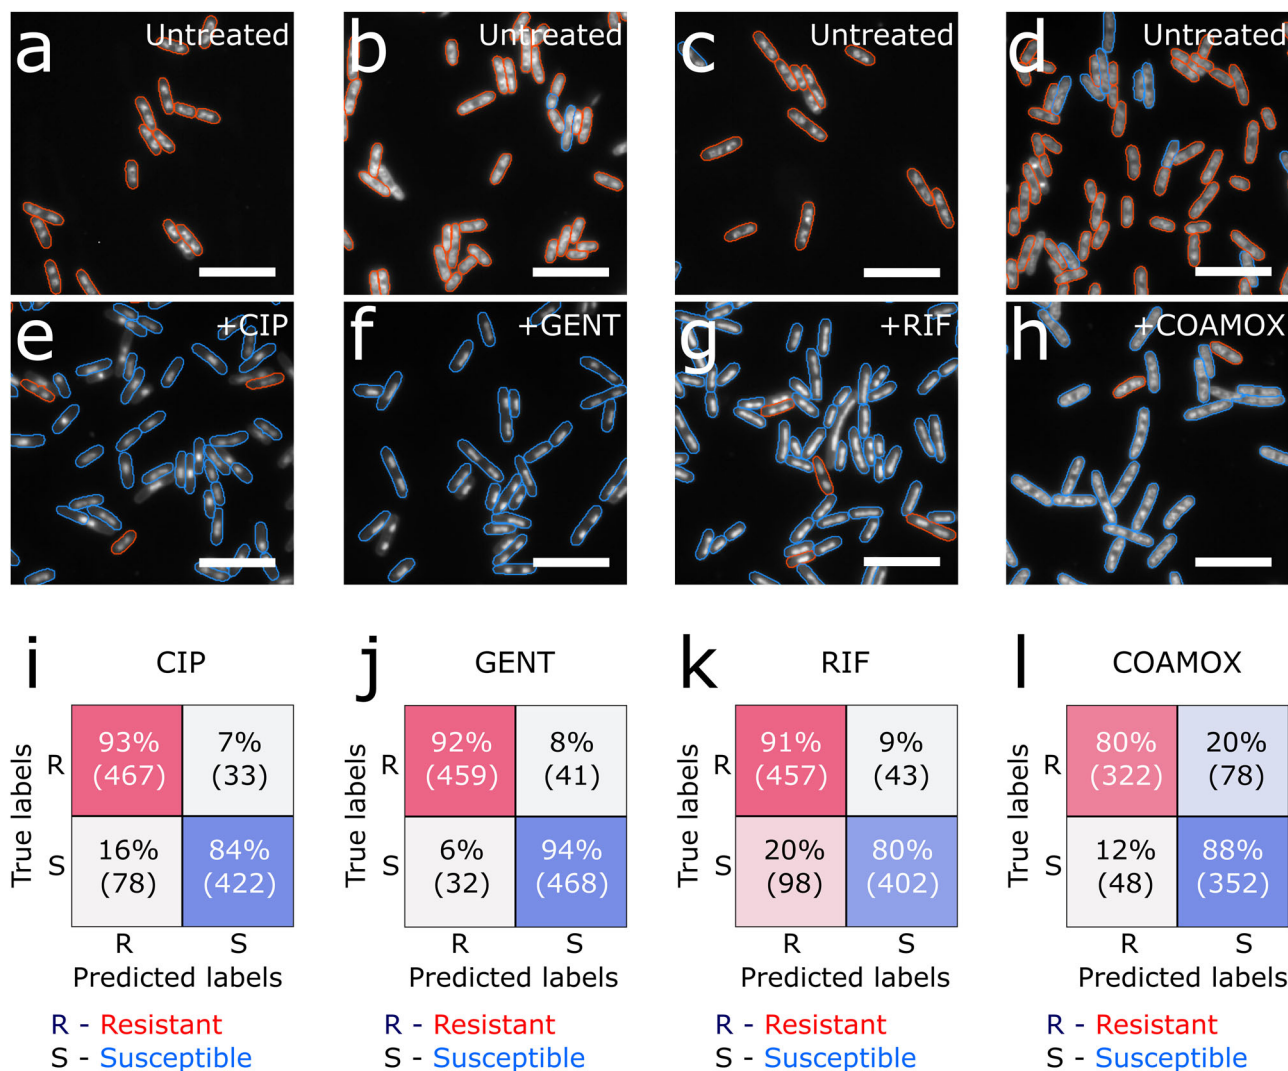 a Untreated
b Untreated
c Untreated
d Untreated
e +CIP
f +GENT
g +RIF
h +COAMOX
i CIP
True labels
R
93%
(467)
7%
(33)
S
16%
(78)
84%
(422)
R S
Predicted labels
R - Resistant
S - Susceptible
j GENT
True labels
R
92%
(459)
8%
(41)
S
6%
(32)
94%
(468)
R S
Predicted labels
R - Resistant
S - Susceptible
k RIF
True labels
R
91%
(457)
9%
(43)
S
20%
(98)
80%
(402)
R S
Predicted labels
R - Resistant
S - Susceptible
l COAMOX
True labels
R
80%
(322)
20%
(78)
S
12%
(48)
88%
(352)
R S
Predicted labels
R - Resistant
S - Susceptible